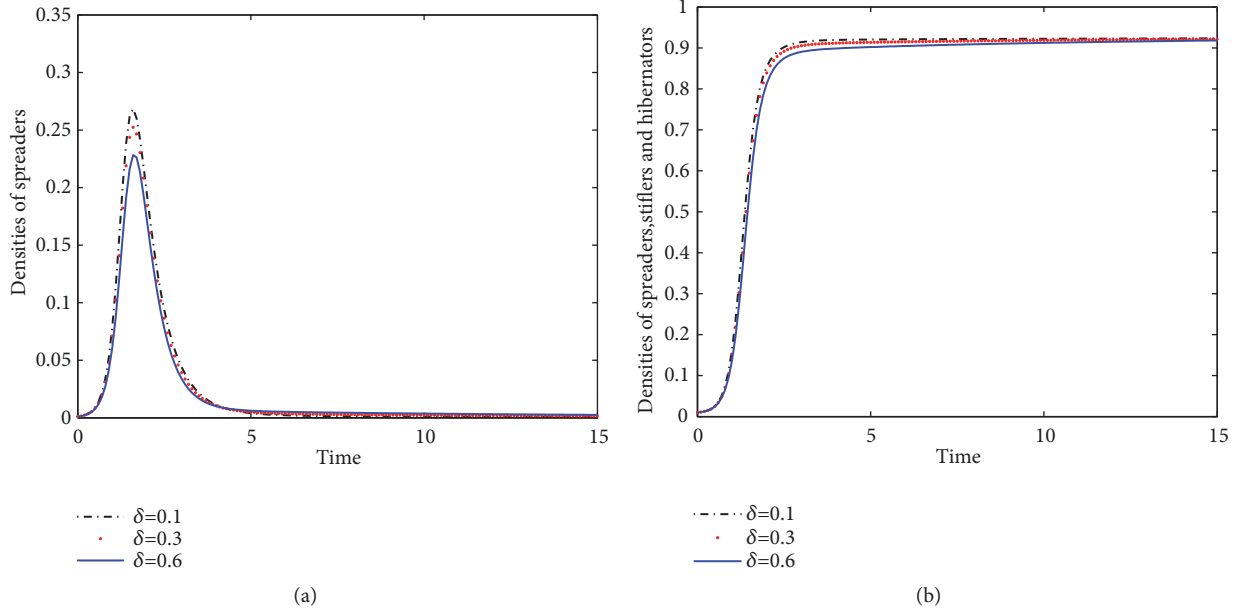 0.35
0.3
0.25
0.2
0.15
0.1
0.05
0
Densities of spreaders
0 5 10 15
Time
δ=0.1
δ=0.3
δ=0.6
(a)
1
0.9
0.8
0.7
0.6
0.5
0.4
0.3
0.2
0.1
0
Densities of spreaders,stiflers and hibernators
0 5 10 15
Time
δ=0.1
δ=0.3
δ=0.6
(b)